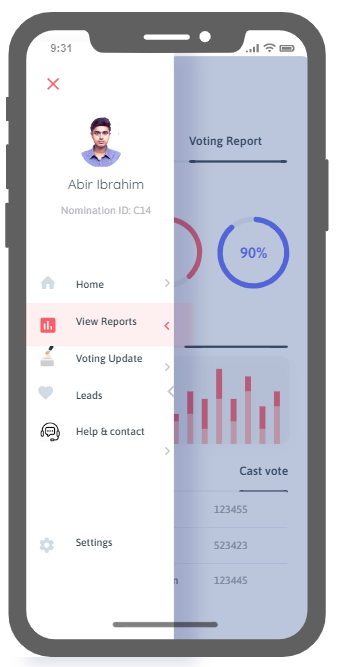 9:31
Voting Report
Abir Ibrahim
Nomination ID: C14
90%
Home
View Reports
Voting Update
Leads
Help & contact
Cast vote
123455
Settings
523423
123445